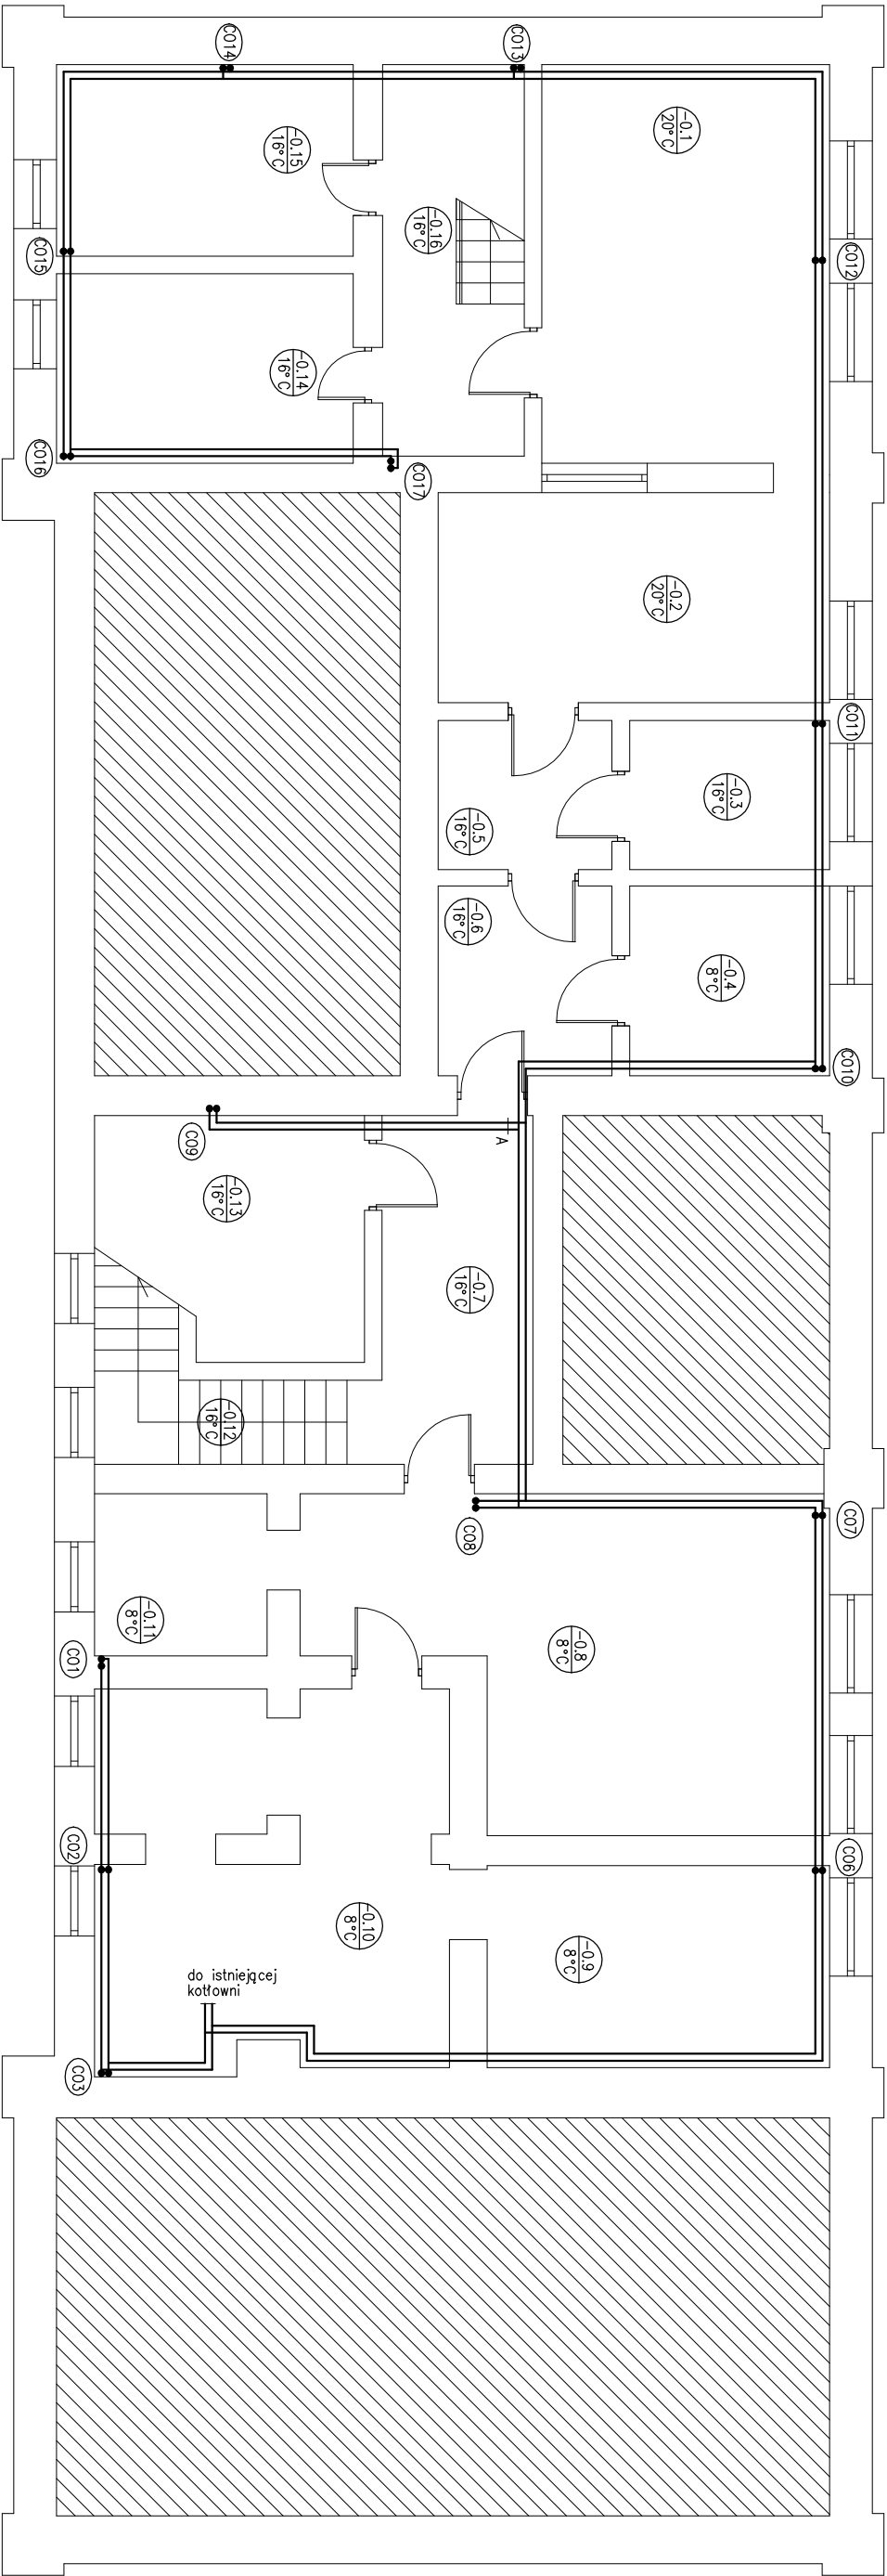 CO14
CO13
-0.1
20°C
-0.15
16°C
-0.16
16°C
CO15
CO12
-0.14
16°C
CO16
CO17
-0.2
20°C
CO11
-0.3
16°C
-0.5
16°C
-0.6
16°C
-0.4
8°C
CO10
A
CO9
-0.13
16°C
-0.7
16°C
-0.12
16°C
CO7
CO8
-0.11
8°C
-0.8
8°C
CO1
CO2
CO6
-0.10
8°C
-0.9
8°C
do istniejącej
kotłowni
CO3